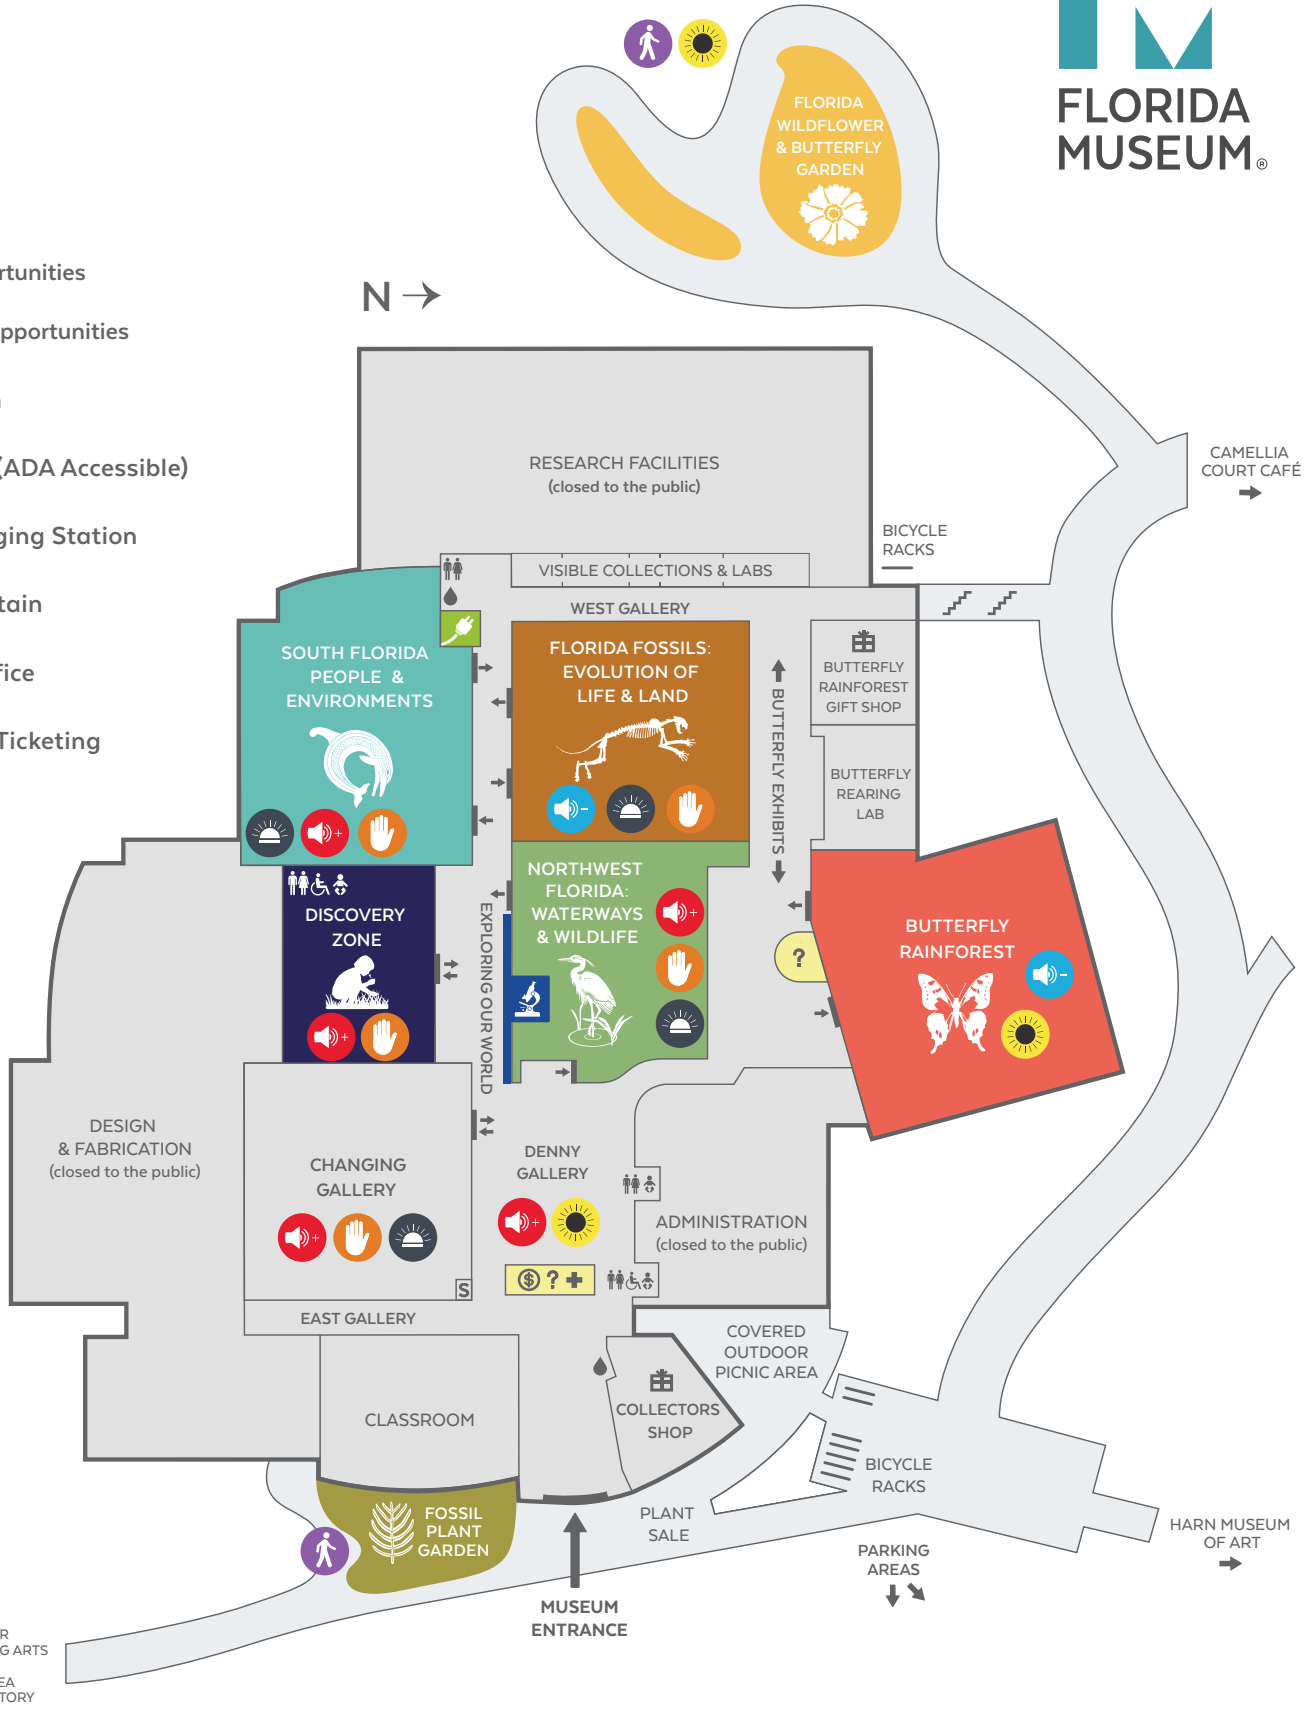 FLORIDA
MUSEUM®
FLORIDA
WILDFLOWER
& BUTTERFLY
GARDEN
rtunities
N
pportunities
(ADA Accessible)
ging Station
tain
fice
Ticketing
CAMELLIA
COURT CAFÉ
RESEARCH FACILITIES
(closed to the public)
BICYCLE
RACKS
VISIBLE COLLECTIONS & LABS
WEST GALLERY
SOUTH FLORIDA
PEOPLE &
ENVIRONMENTS
FLORIDA FOSSILS:
EVOLUTION OF
LIFE & LAND
BUTTERFLY EXHIBITS
BUTTERFLY
RAINFOREST
GIFT SHOP
BUTTERFLY
REARING
LAB
DISCOVERY
ZONE
EXPLORING OUR WORLD
NORTHWEST
FLORIDA:
WATERWAYS
& WILDLIFE
?
BUTTERFLY
RAINFOREST
DESIGN
& FABRICATION
(closed to the public)
CHANGING
GALLERY
S
DENNY
GALLERY
$ ? +
ADMINISTRATION
(closed to the public)
EAST GALLERY
COVERED
OUTDOOR
PICNIC AREA
CLASSROOM
COLLECTORS
SHOP
BICYCLE
RACKS
FOSSIL
PLANT
GARDEN
PLANT
SALE
HARN MUSEUM
OF ART
PARKING
AREAS
MUSEUM
ENTRANCE
R
G ARTS
EA
TORY